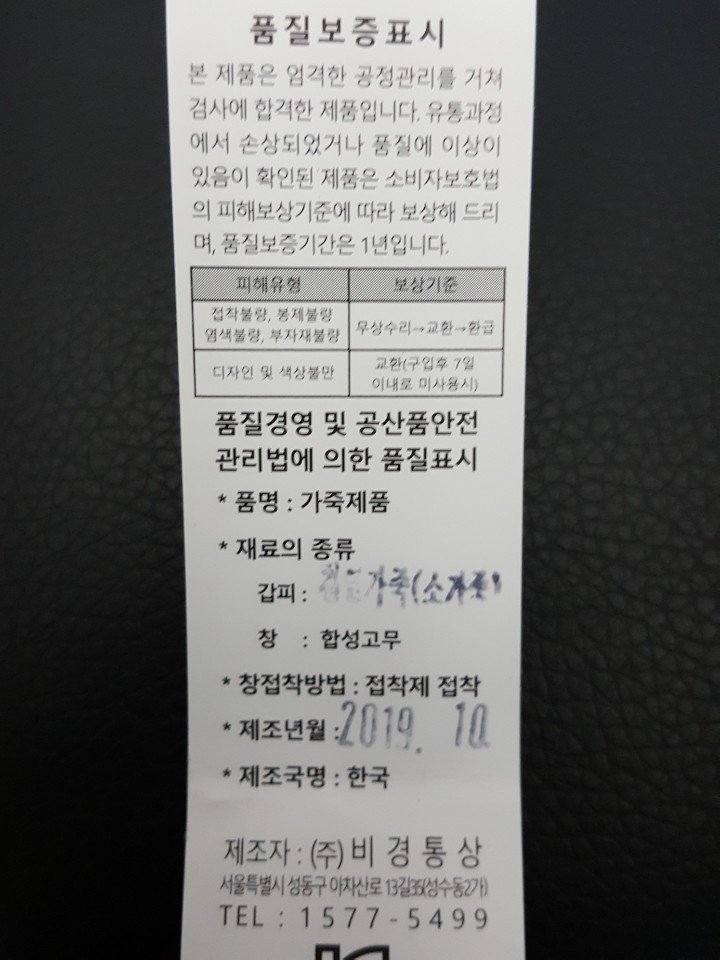 품질보증표시
본 제품은 엄격한 공정관리를 거쳐
검사에 합격한 제품입니다. 유통과정
에서 손상되었거나 품질에 이상이
있음이 확인된 제품은 소비자보호법
의 피해보상기준에 따라 보상해 드리
며, 품질보증기간은 1년입니다.
피해유형 보상기준
접착불량, 봉제불량
염색불량, 부자재불량
무상수리→교환→환급
디자인 및 색상불만
교환(구입후 7일
이내로 미사용시)
품질경영 및 공산품안전
관리법에 의한 품질표시
* 품명 : 가죽제품
* 재료의 종류
갑피 : 가죽(소가죽)
창 : 합성고무
* 창접착방법 : 접착제 접착
* 제조년월 : 2019. 10
* 제조국명 : 한국
제조자 : (주) 비경통상
서울특별시 성동구 아차산로 13길35(성수동2가)
TEL : 1577-5499